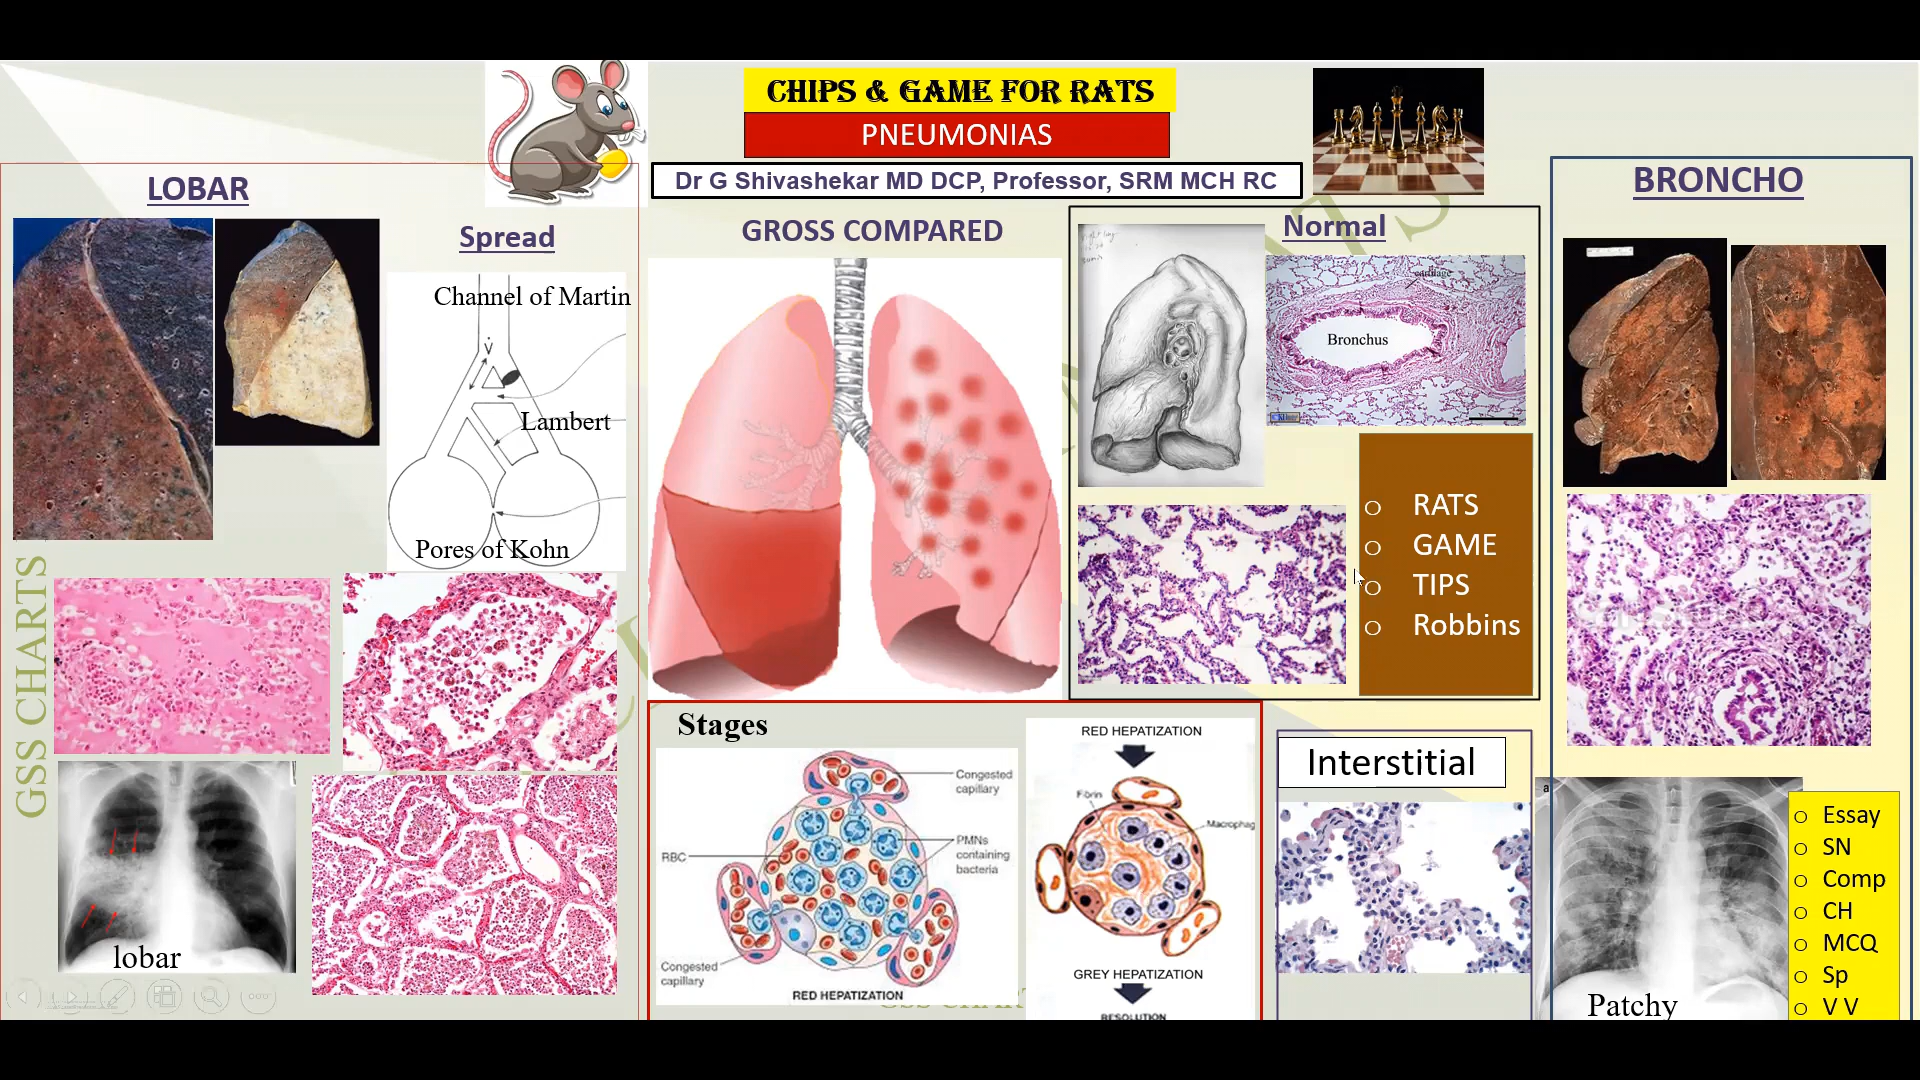 CHIPS & GAME FOR RATS
PNEUMONIAS
Dr G Shivashekar MD DCP, Professor, SRM MCH RC
LOBAR
Spread
Channel of Martin
Lambert
Pores of Kohn
lobar
GSS CHARTS
GROSS COMPARED
Normal
cartilage
Bronchus
RATS
GAME
TIPS
Robbins
Stages
Congested
capillary
RBC
PMNs
containing
bacteria
Congested
capillary
RED HEPATIZATION
RED HEPATIZATION
Fibrin
Macrophag
GREY HEPATIZATION
RESOLUTION
Interstitial
BRONCHO
a
Patchy
Essay
SN
Comp
CH
MCQ
Sp
V V